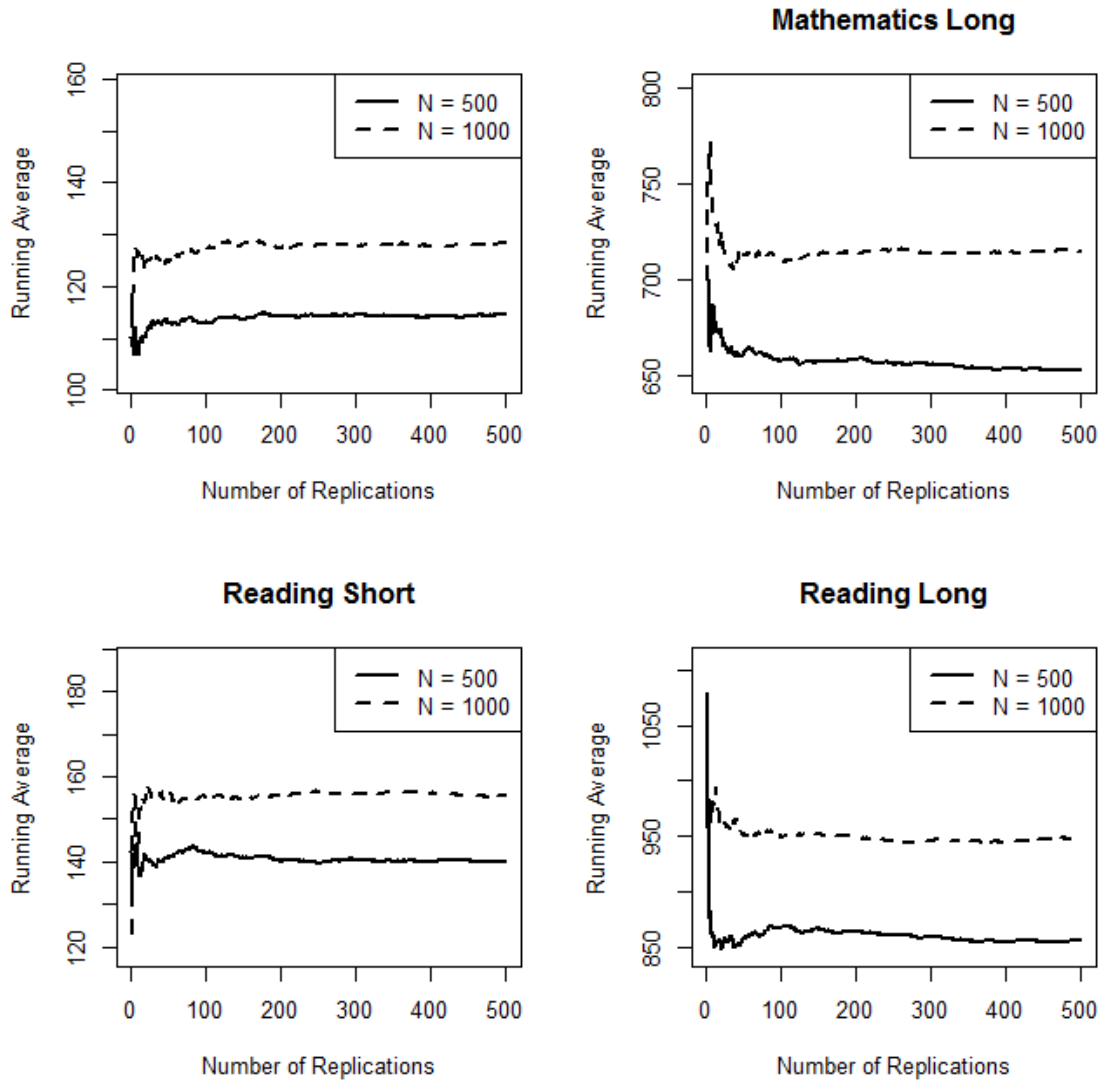 160
140
120
100
Running Average
N = 500
N = 1000
0 100 200 300 400 500
Number of Replications
Mathematics Long
800
750
700
650
Running Average
N = 500
N = 1000
0 100 200 300 400 500
Number of Replications
Reading Short
180
160
140
120
Running Average
N = 500
N = 1000
0 100 200 300 400 500
Number of Replications
Reading Long
1050
950
850
Running Average
N = 500
N = 1000
0 100 200 300 400 500
Number of Replications